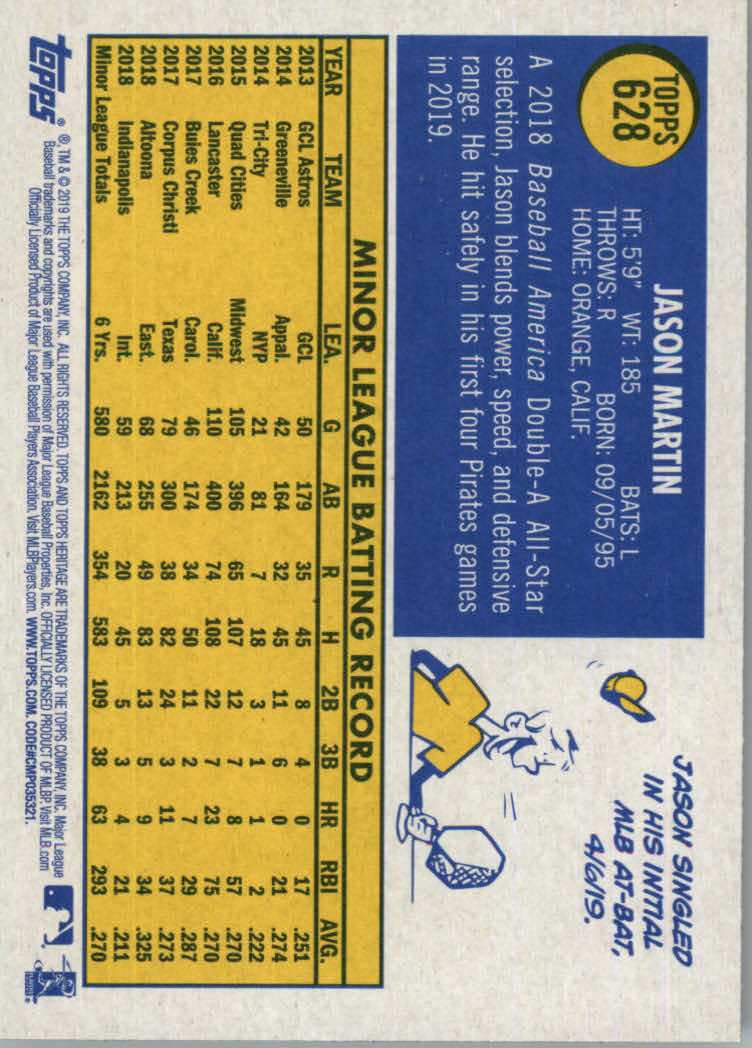 TOPPS
628
JASON MARTIN
HT: 5'9" WT: 185 BATS: L
THROWS: R BORN: 09/05/95
HOME: ORANGE, CALIF.
A 2018 Baseball America Double-A All-Star
selection, Jason blends power, speed, and defensive
range. He hit safely in his first four Pirates games
in 2019.
JASON SINGLED
IN HIS INITIAL
MLB AT-BAT,
4/6/19.
MINOR LEAGUE BATTING RECORD
YEAR TEAM LEA. G AB R H 2B 3B HR RBI AVG.
2013 GCL Astros GCL 50 179 35 45 8 4 0 17 .251
2014 Greeneville Appal. 42 164 32 45 11 6 0 21 .274
2014 Tri-City NYP 21 81 7 18 3 1 1 2 .222
2015 Quad Cities Midwest 105 396 65 107 12 7 8 57 .270
2016 Lancaster Calif. 110 400 74 108 22 7 23 75 .270
2017 Buies Creek Carol. 46 174 34 50 11 2 7 29 .287
2017 Corpus Christi Texas 79 300 38 82 24 3 11 37 .273
2018 Altoona East. 68 255 49 83 13 5 9 34 .325
2018 Indianapolis Int. 59 213 20 45 5 3 4 21 .211
Minor League Totals 6 Yrs. 580 2162 354 583 109 38 63 293 .270
topps
®, TM & © 2019 THE TOPPS COMPANY, INC. ALL RIGHTS RESERVED. TOPPS AND TOPPS HERITAGE ARE TRADEMARKS OF THE TOPPS COMPANY, INC. Major League
Baseball trademarks and copyrights are used with permission of Major League Baseball Properties, Inc. OFFICIALLY LICENSED PRODUCT OF MLBP. Visit MLB.com
Officially Licensed Product of Major League Baseball Players Association. Visit MLBPlayers.com. WWW.TOPPS.COM. CODE#CMP035321.